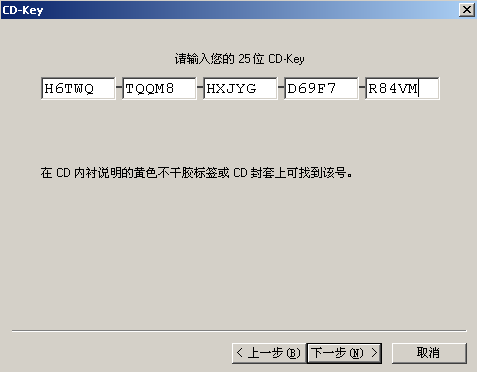 CD-Key
请输入您的 25位 CD-Key
H6TWQ-TQQM8-HXJYG-D69F7-R84VM
在 CD 内衬说明的黄色不干胶标签或 CD 封套上可找到该号。
< 上一步(B) 下一步(N) > 取消